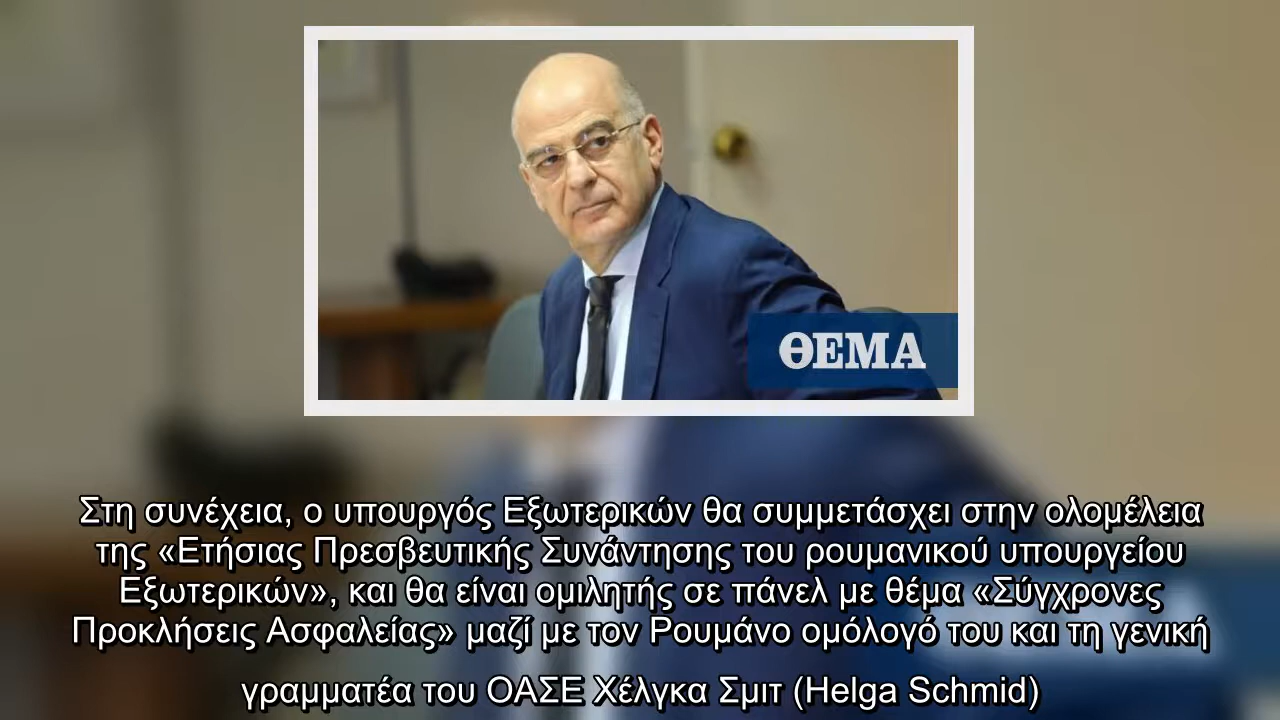 ΘΕΜΑ
Στη συνέχεια, ο υπουργός Εξωτερικών θα συμμετάσχει στην ολομέλεια
της «Ετήσιας Πρεσβευτικής Συνάντησης του ρουμανικού υπουργείου
Εξωτερικών», και θα είναι ομιλητής σε πάνελ με θέμα «Σύγχρονες
Προκλήσεις Ασφαλείας» μαζί με τον Ρουμάνο ομόλογό του και τη γενική
γραμματέα του ΟΑΣΕ Χέλγκα Σμιτ (Helga Schmid)